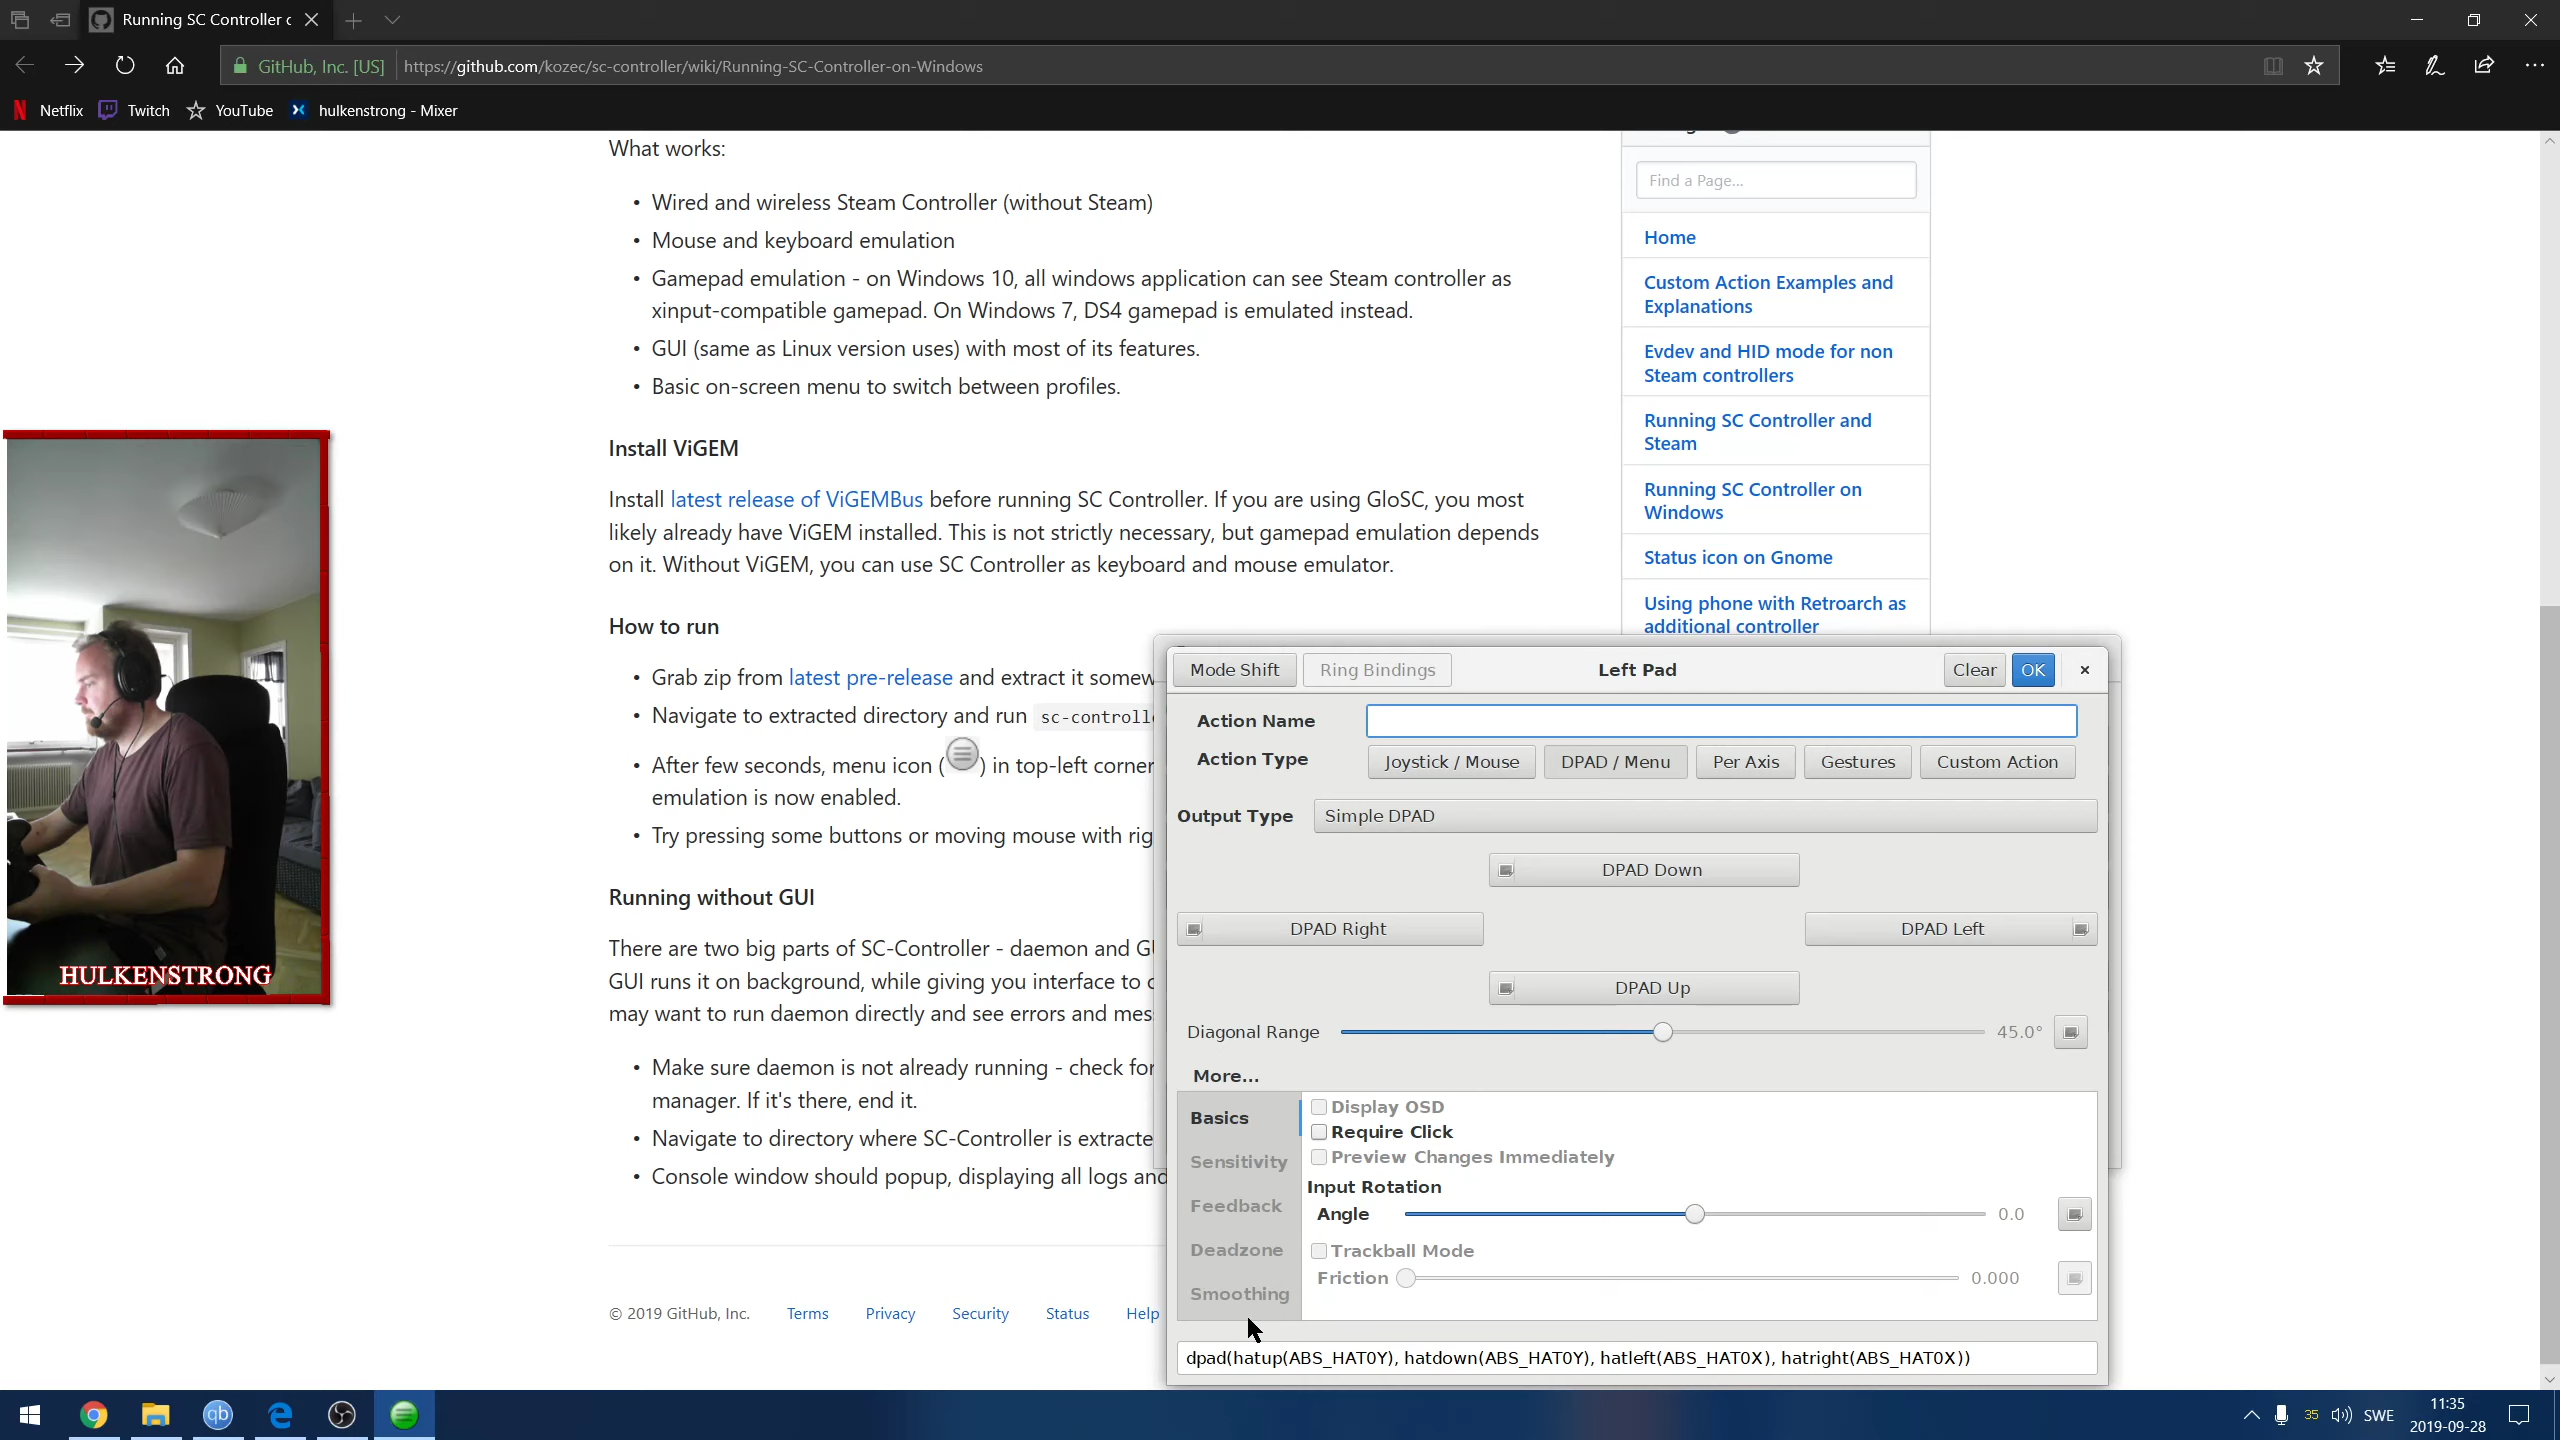 Running SC Controller c
GitHub, Inc. [US]
https://github.com/kozec/sc-controller/wiki/Running-SC-Controller-on-Windows
Netflix
Twitch
YouTube
hulkenstrong - Mixer
What works:
• Wired and wireless Steam Controller (without Steam)
• Mouse and keyboard emulation
• Gamepad emulation - on Windows 10, all windows application can see Steam controller as
xinput-compatible gamepad. On Windows 7, DS4 gamepad is emulated instead.
• GUI (same as Linux version uses) with most of its features.
• Basic on-screen menu to switch between profiles.
Install ViGEM
Install latest release of ViGEMBus before running SC Controller. If you are using GloSC, you most
likely already have ViGEM installed. This is not strictly necessary, but gamepad emulation depends
on it. Without ViGEM, you can use SC Controller as keyboard and mouse emulator.
How to run
• Grab zip from latest pre-release and extract it somew
• Navigate to extracted directory and run sc-controlle
• After few seconds, menu icon ( ) in top-left corner
emulation is now enabled.
• Try pressing some buttons or moving mouse with rig
Running without GUI
There are two big parts of SC-Controller - daemon and GU
GUI runs it on background, while giving you interface to c
may want to run daemon directly and see errors and mes
• Make sure daemon is not already running - check for
manager. If it's there, end it.
• Navigate to directory where SC-Controller is extracte
• Console window should popup, displaying all logs and
© 2019 GitHub, Inc.
Terms
Privacy
Security
Status
Help
Find a Page...
Home
Custom Action Examples and
Explanations
Evdev and HID mode for non
Steam controllers
Running SC Controller and
Steam
Running SC Controller on
Windows
Status icon on Gnome
Using phone with Retroarch as
additional controller
HULKENSTRONG
Mode Shift
Ring Bindings
Left Pad
Clear
OK
Action Name
Action Type
Joystick / Mouse
DPAD / Menu
Per Axis
Gestures
Custom Action
Output Type
Simple DPAD
DPAD Down
DPAD Right
DPAD Left
DPAD Up
Diagonal Range
45.0°
More...
Basics
Sensitivity
Feedback
Deadzone
Smoothing
Display OSD
Require Click
Preview Changes Immediately
Input Rotation
Angle
0.0
Trackball Mode
Friction
0.000
dpad(hatup(ABS_HAT0Y), hatdown(ABS_HAT0Y), hatleft(ABS_HAT0X), hatright(ABS_HAT0X))
qb
35
SWE
11:35
2019-09-28